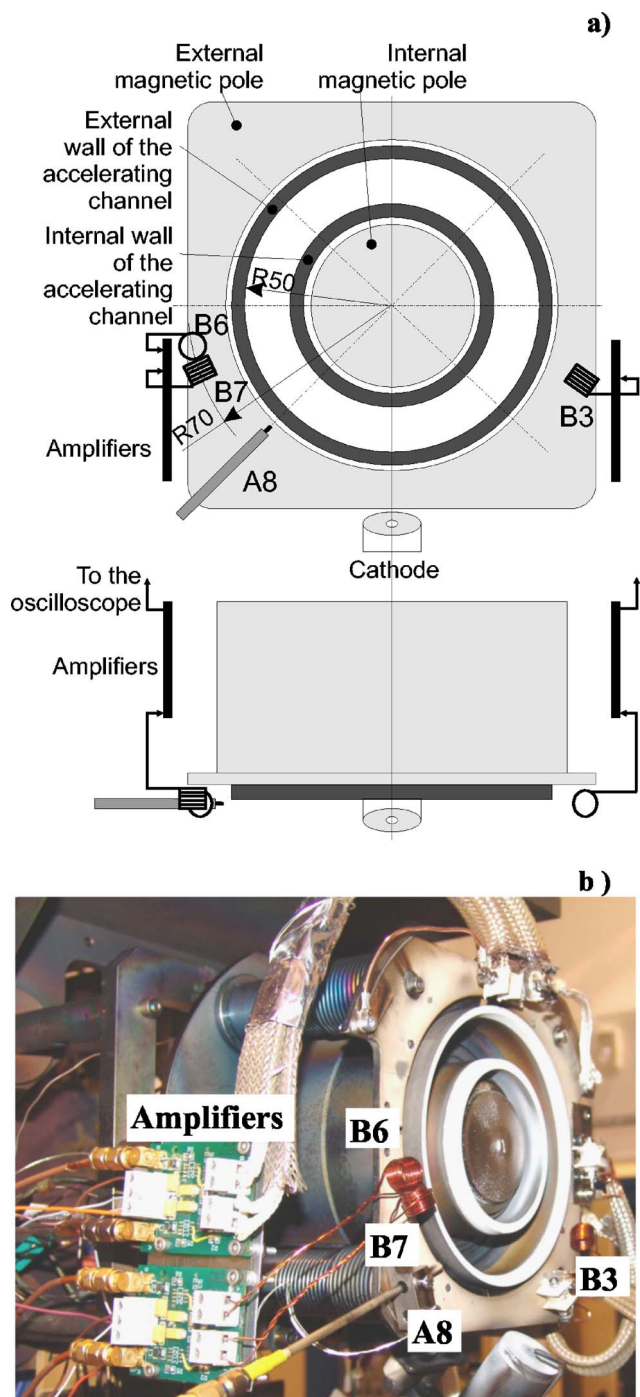 a)
External
magnetic pole
Internal
magnetic pole
External
wall of the
accelerating
channel
Internal wall
of the
accelerating
channel
R50
B6
B7
R70
Amplifiers
A8
B3
Cathode
To the
oscilloscope
Amplifiers
b )
Amplifiers
B6
B7
B3
A8